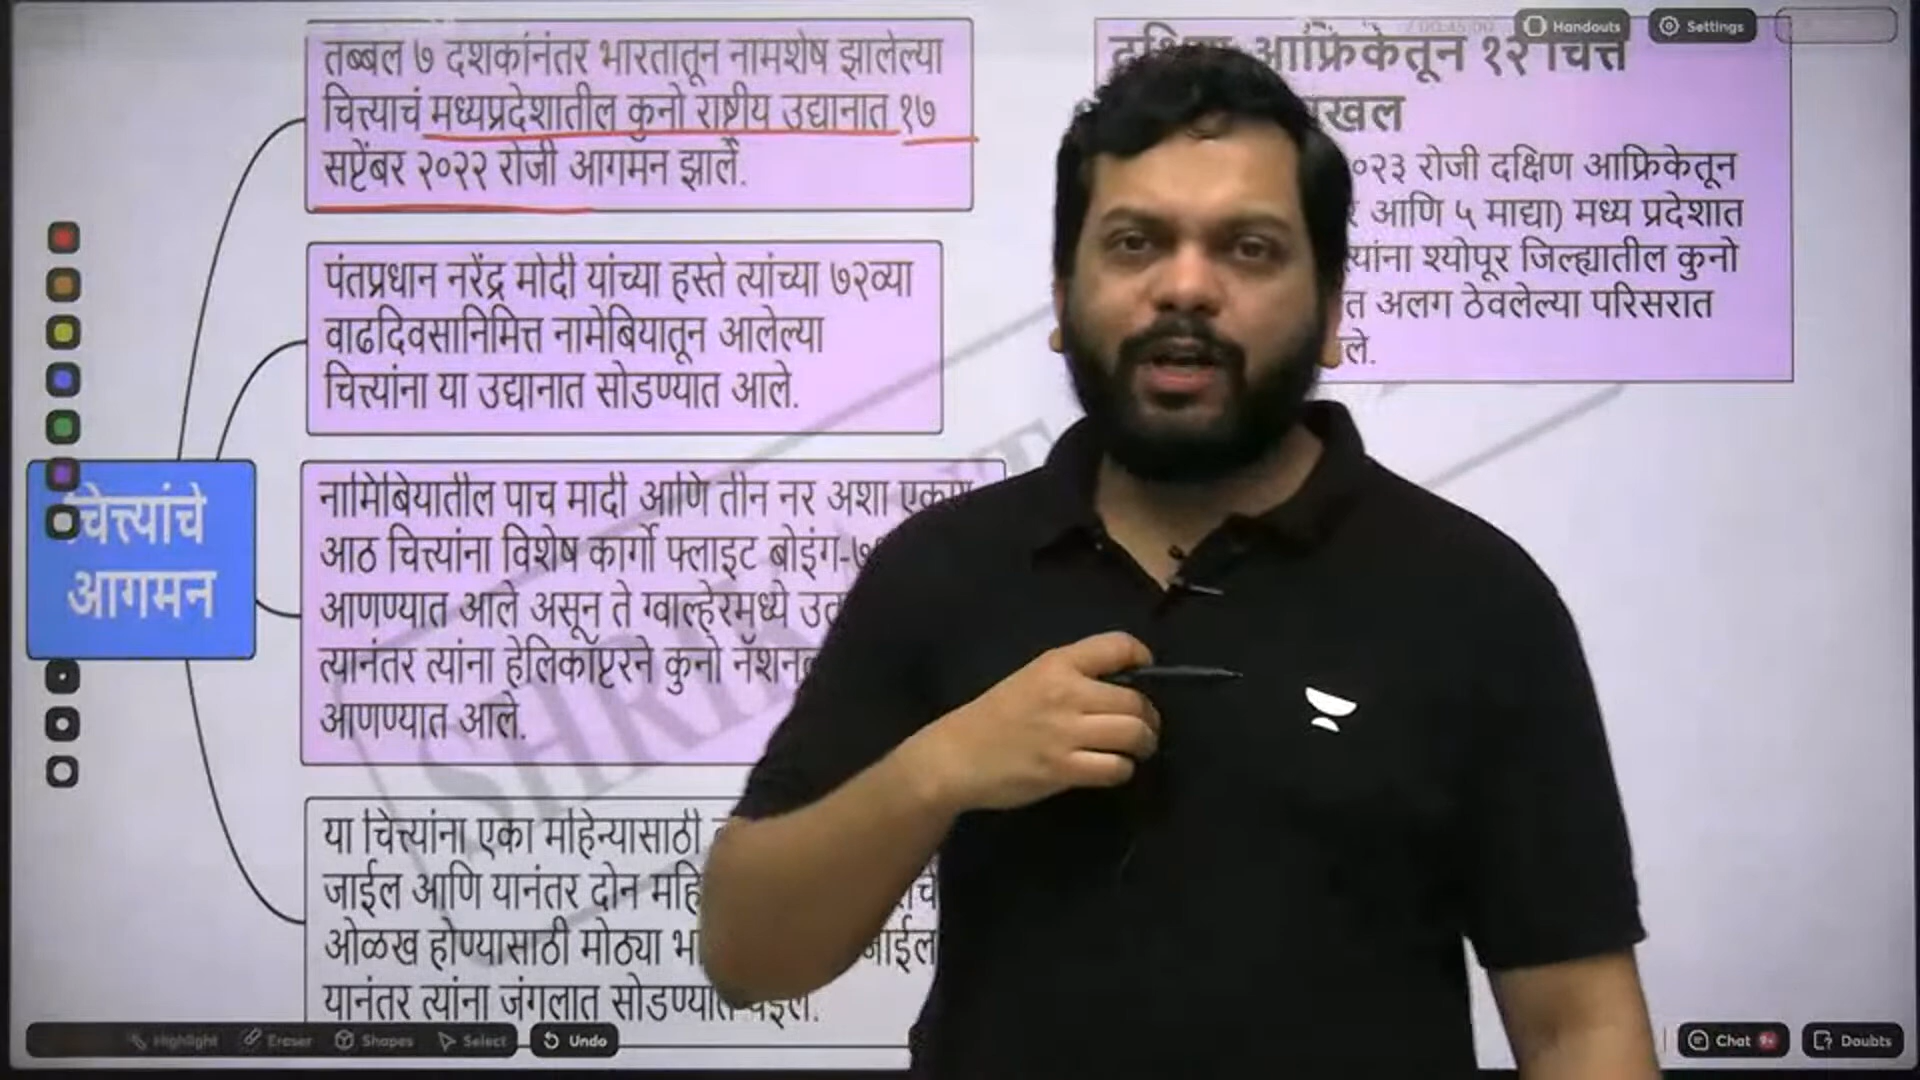 Handouts
Settings
तब्बल ७ दशकांनंतर भारतातून नामशेष झालेल्या
चित्त्याचं मध्यप्रदेशातील कुनो राष्ट्रीय उद्यानात १७
सप्टेंबर २०२२ रोजी आगमन झालं.
पंतप्रधान नरेंद्र मोदी यांच्या हस्ते त्यांच्या ७२व्या
वाढदिवसानिमित्त नामेबियातून आलेल्या
चित्त्यांना या उद्यानात सोडण्यात आले.
चित्त्यांचे
आगमन
नामिबियातील पाच मादी आणि तीन नर अशा
आठ चित्त्यांना विशेष कार्गो फ्लाइट बोइंग-
आणण्यात आले असून ते ग्वाल्हेरमध्ये
त्यानंतर त्यांना हेलिकॉप्टरने कुनो
आणण्यात आले.
या चित्त्यांना एका महिन्यासाठी
जाईल आणि यानंतर दोन
ओळख होण्यासाठी मोठ्या जाईल
यानंतर त्यांना जंगलात सोडण्यात येईल.
दक्षिण आफ्रिकेतून १२ चित्ते
रोजी दक्षिण आफ्रिकेतून
आणि ५ माद्या) मध्य प्रदेशात
श्योपूर जिल्ह्यातील कुनो
अलग ठेवलेल्या परिसरात
Highlight
Eraser
Shapes
Select
Undo
Chat 9+
Doubts